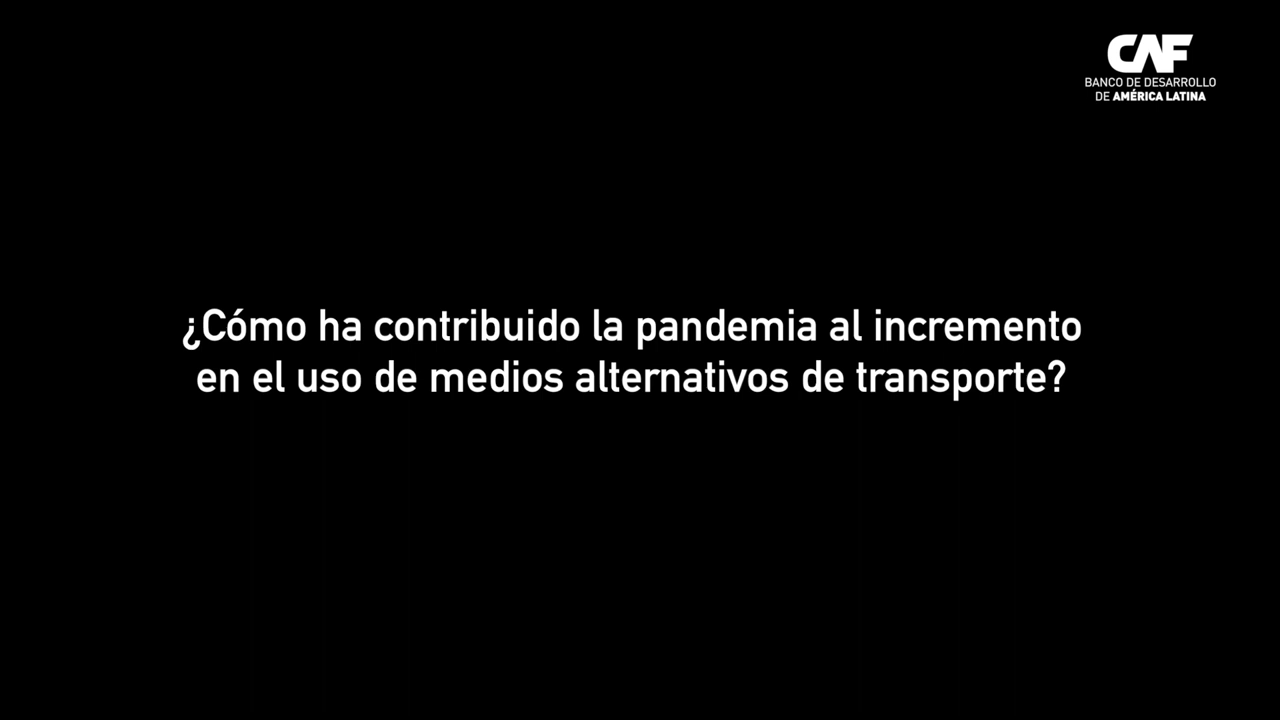 CAF
BANCO DE DESARROLLO
DE AMÉRICA LATINA
¿Cómo ha contribuido la pandemia al incremento
en el uso de medios alternativos de transporte?